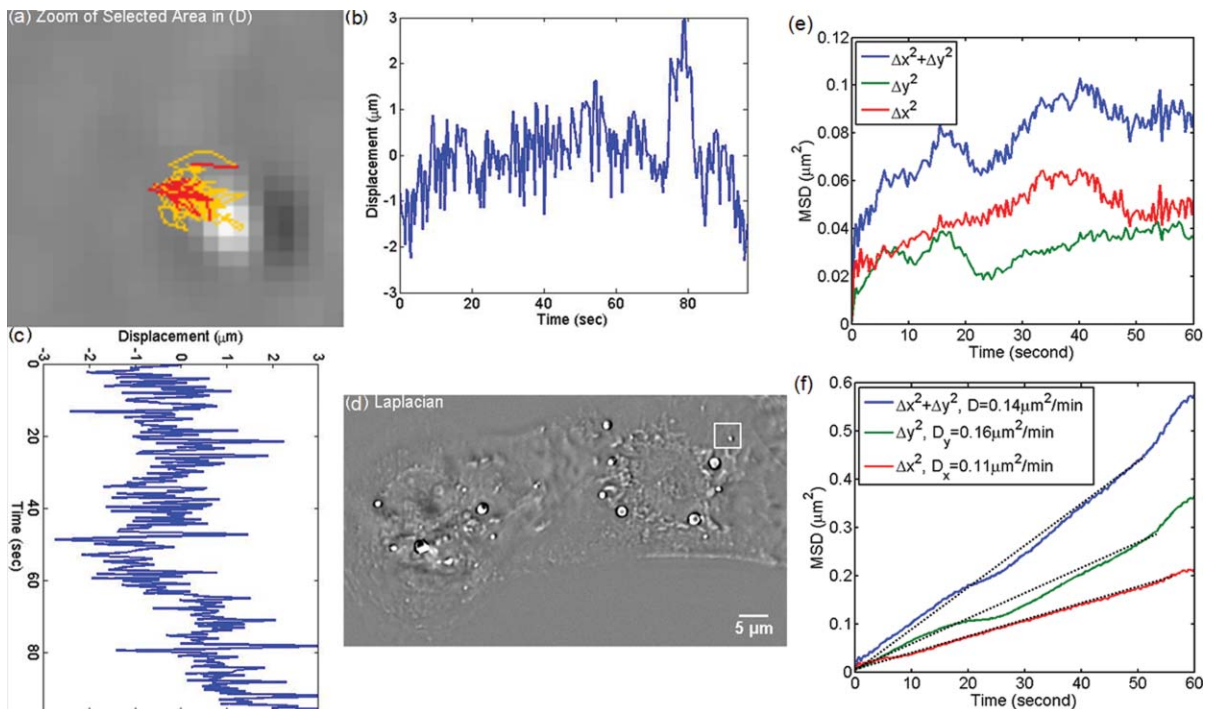 (a) Zoom of Selected Area in (D)
(b)
3
2
1
0
-1
-2
-3
Displacement (μm)
0 20 40 60 80
Time (sec)
(c)
Displacement (μm)
-3 -2 -1 0 1 2 3
0
20
40
60
80
Time (sec)
(d) Laplacian
5 μm
(e)
0.12
0.1
0.08
0.06
0.04
0.02
0
MSD (μm²)
Δx²+Δy²
Δy²
Δx²
0 10 20 30 40 50 60
Time (second)
(f)
0.6
0.5
0.4
0.3
0.2
0.1
0
MSD (μm²)
Δx²+Δy², D=0.14μm²/min
Δy², D_y=0.16μm²/min
Δx², D_x=0.11μm²/min
0 10 20 30 40 50 60
Time (second)